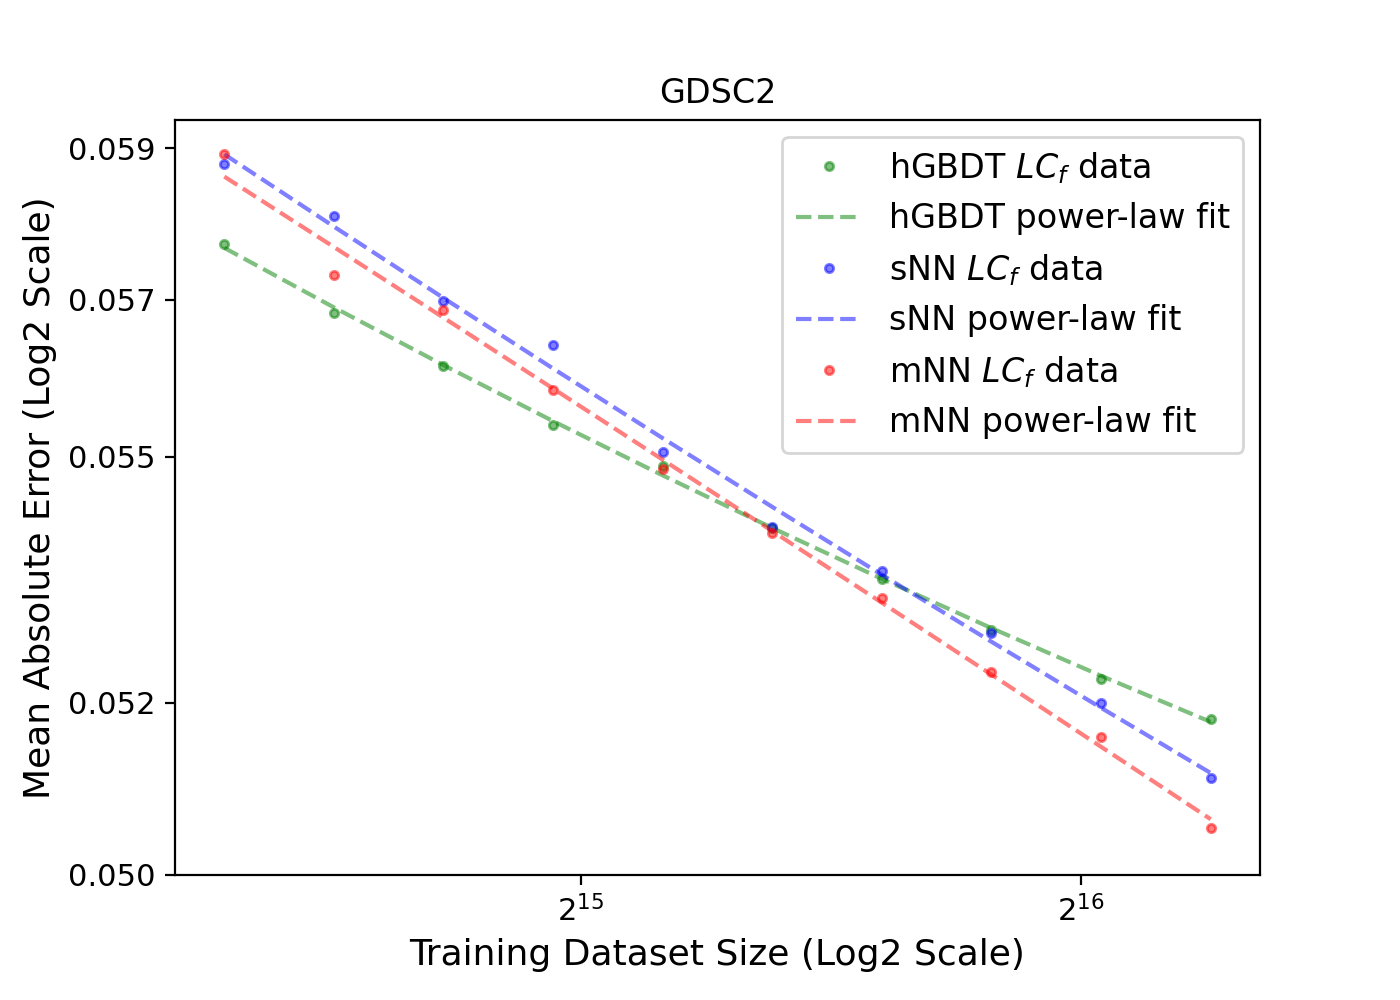 GDSC2
Mean Absolute Error (Log2 Scale)
0.059
0.057
0.055
0.052
0.050
hGBDT LC_f data
hGBDT power-law fit
sNN LC_f data
sNN power-law fit
mNN LC_f data
mNN power-law fit
2^15 2^16
Training Dataset Size (Log2 Scale)